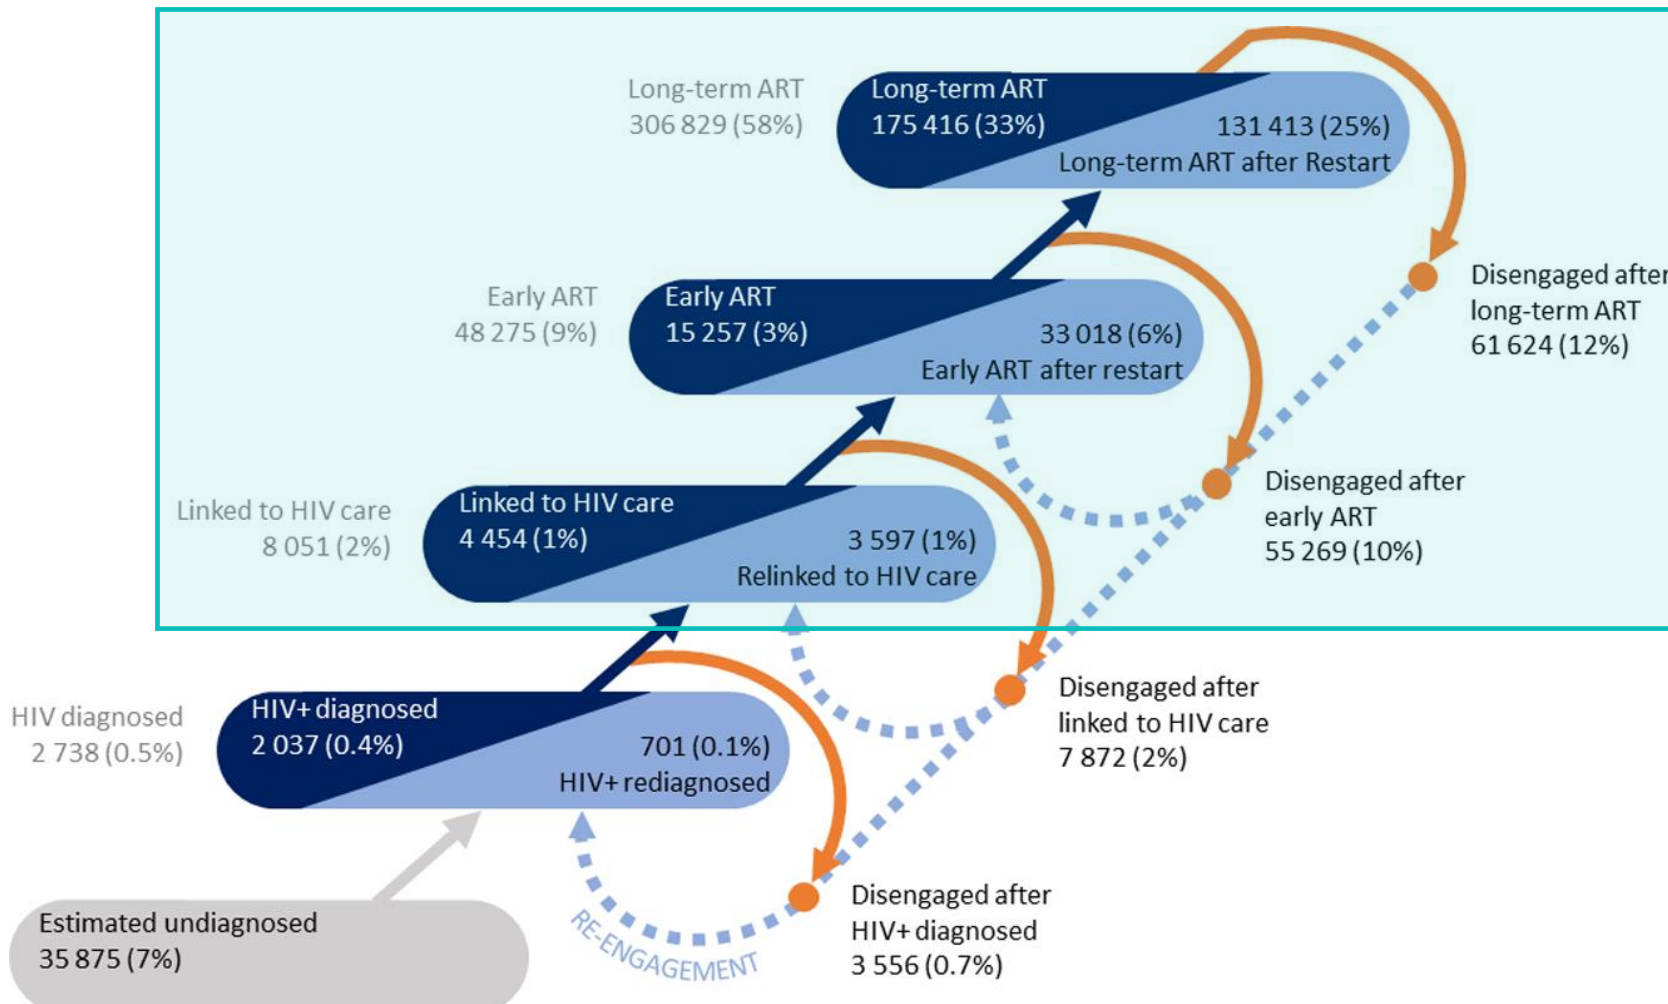 Long-term ART
306 829 (58%)
Long-term ART
175 416 (33%)
131 413 (25%)
Long-term ART after Restart
Disengaged after
long-term ART
61 624 (12%)
Early ART
48 275 (9%)
Early ART
15 257 (3%)
33 018 (6%)
Early ART after restart
Disengaged after
early ART
55 269 (10%)
Linked to HIV care
8 051 (2%)
Linked to HIV care
4 454 (1%)
3 597 (1%)
Relinked to HIV care
Disengaged after
linked to HIV care
7 872 (2%)
HIV diagnosed
2 738 (0.5%)
HIV+ diagnosed
2 037 (0.4%)
701 (0.1%)
HIV+ rediagnosed
Disengaged after
HIV+ diagnosed
3 556 (0.7%)
RE-ENGAGEMENT
Estimated undiagnosed
35 875 (7%)